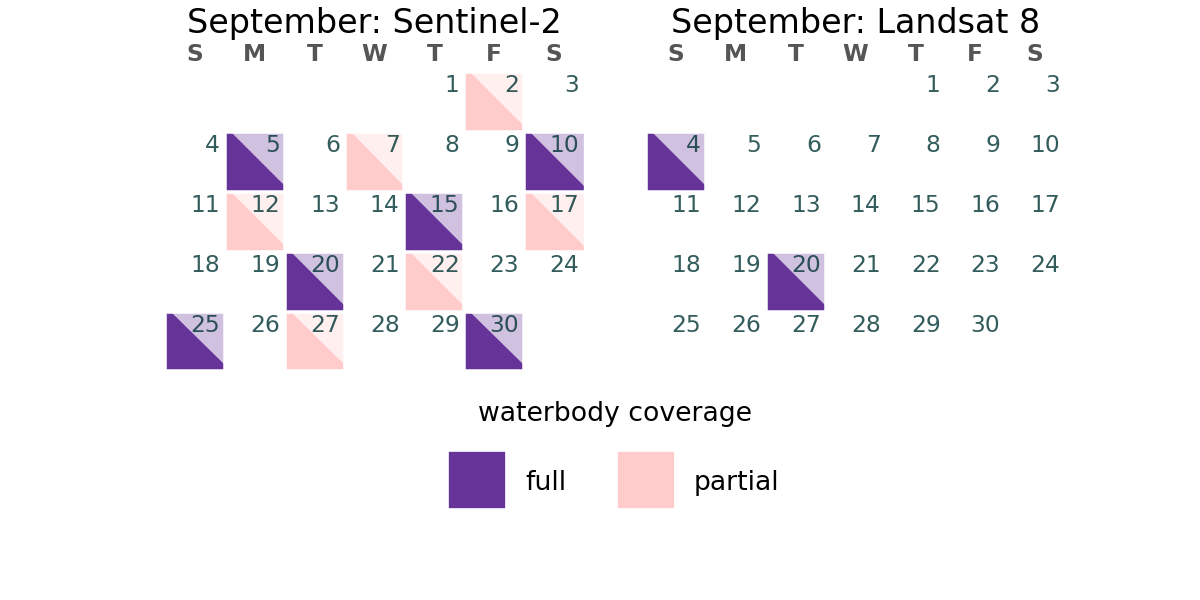 September: Sentinel-2
S M T W T F S
1 2 3
4 5 6 7 8 9 10
11 12 13 14 15 16 17
18 19 20 21 22 23 24
25 26 27 28 29 30
September: Landsat 8
S M T W T F S
1 2 3
4 5 6 7 8 9 10
11 12 13 14 15 16 17
18 19 20 21 22 23 24
25 26 27 28 29 30
waterbody coverage
full partial